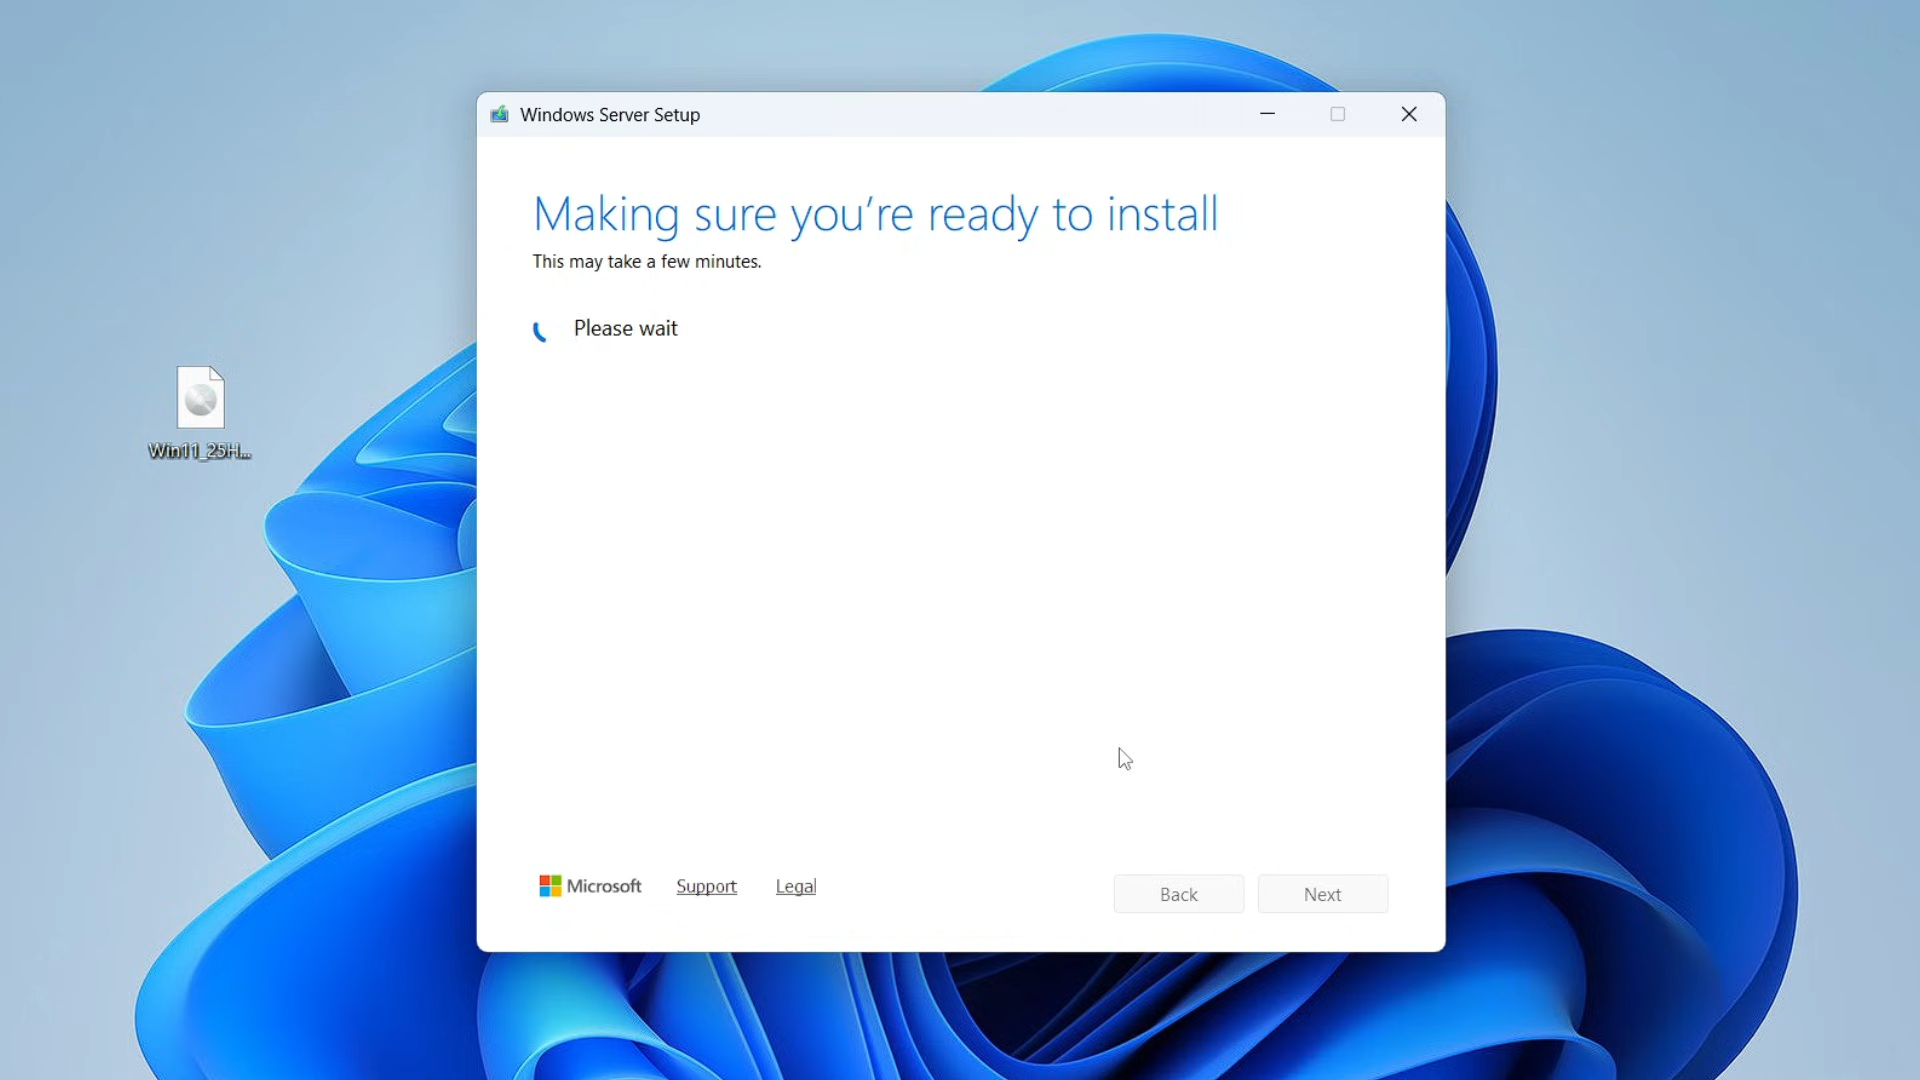 Windows Server Setup
Making sure you're ready to install
This may take a few minutes.
Please wait
Win11_25H...
Microsoft
Support
Legal
Back
Next